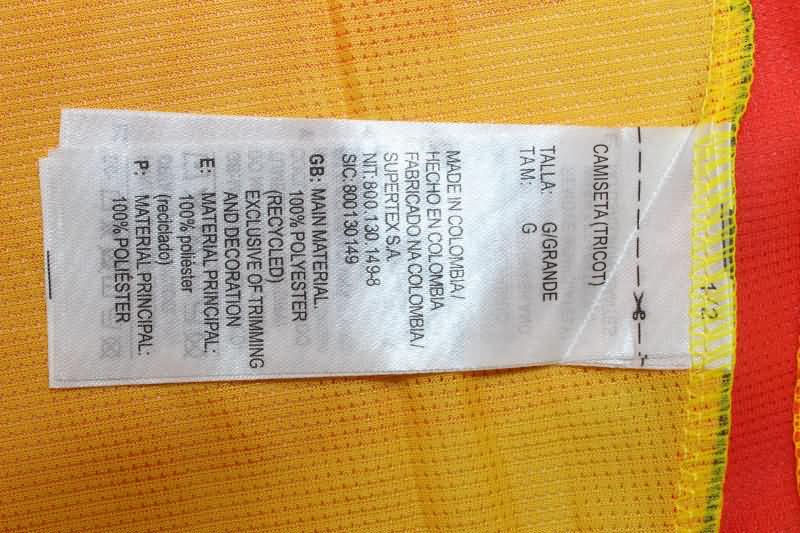 CAMISETA (TRICOT)
TALLA: G/GRANDE
TAM: G
MADE IN COLOMBIA/
HECHO EN COLOMBIA
FABRICADO NA COLOMBIA/
SUPERTEX S.A.
NIT: 800.130.149-8
SIC: 800130149
GB: MAIN MATERIAL.
100% POLYESTER
(RECYCLED)
EXCLUSIVE OF TRIMMING
AND DECORATION
E: MATERIAL PRINCIPAL:
100% poliéster
(reciclado)
P: MATERIAL PRINCIPAL:
100% POLIÉSTER
1/2